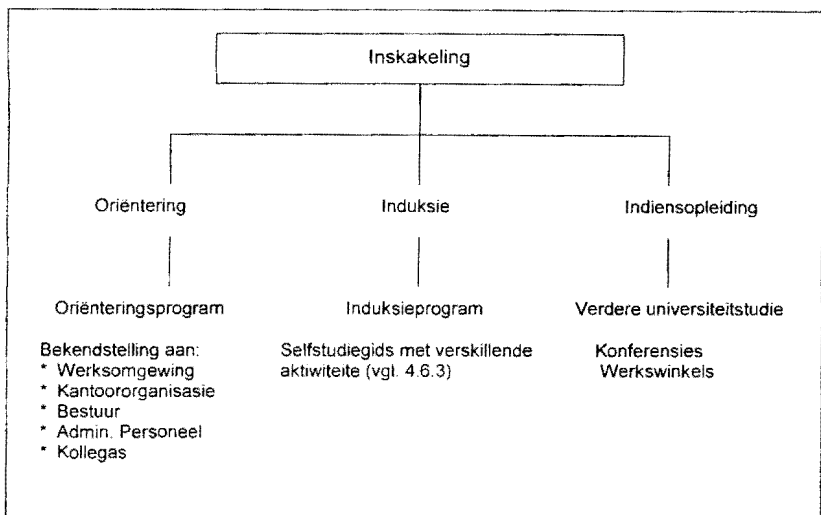 Inskakeling
Oriëntering
Induksie
Indiensopleiding
Oriënteringsprogram
Induksieprogram
Verdere universiteitstudie
Bekendstelling aan:
* Werksomgewing
* Kantoororganisasie
* Bestuur
* Admin. Personeel
* Kollegas
Selfstudiegids met verskillende
aktiwiteite (vgl. 4.6.3)
Konferensies
Werkswinkels